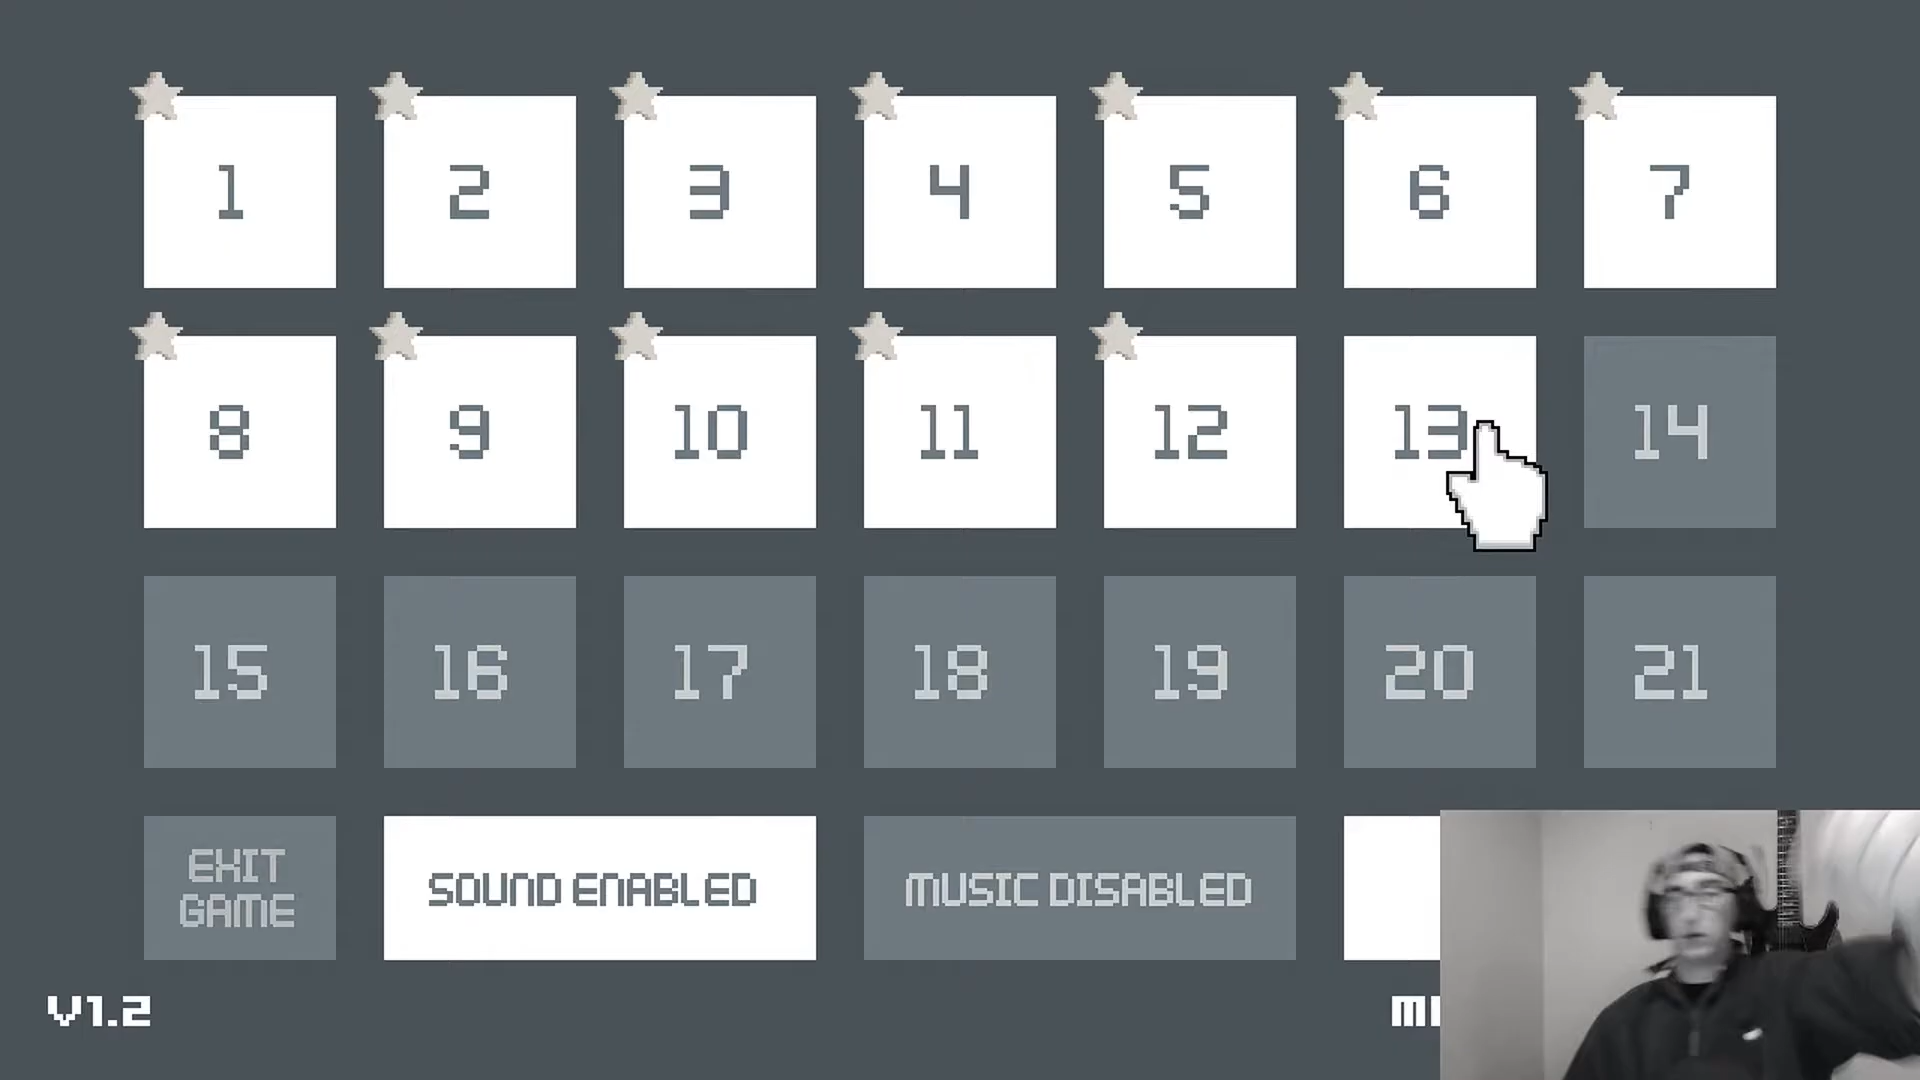 1 2 3 4 5 6 7
8 9 10 11 12 13 14
15 16 17 18 19 20 21
EXIT
GAME
SOUND ENABLED
MUSIC DISABLED
V1.2